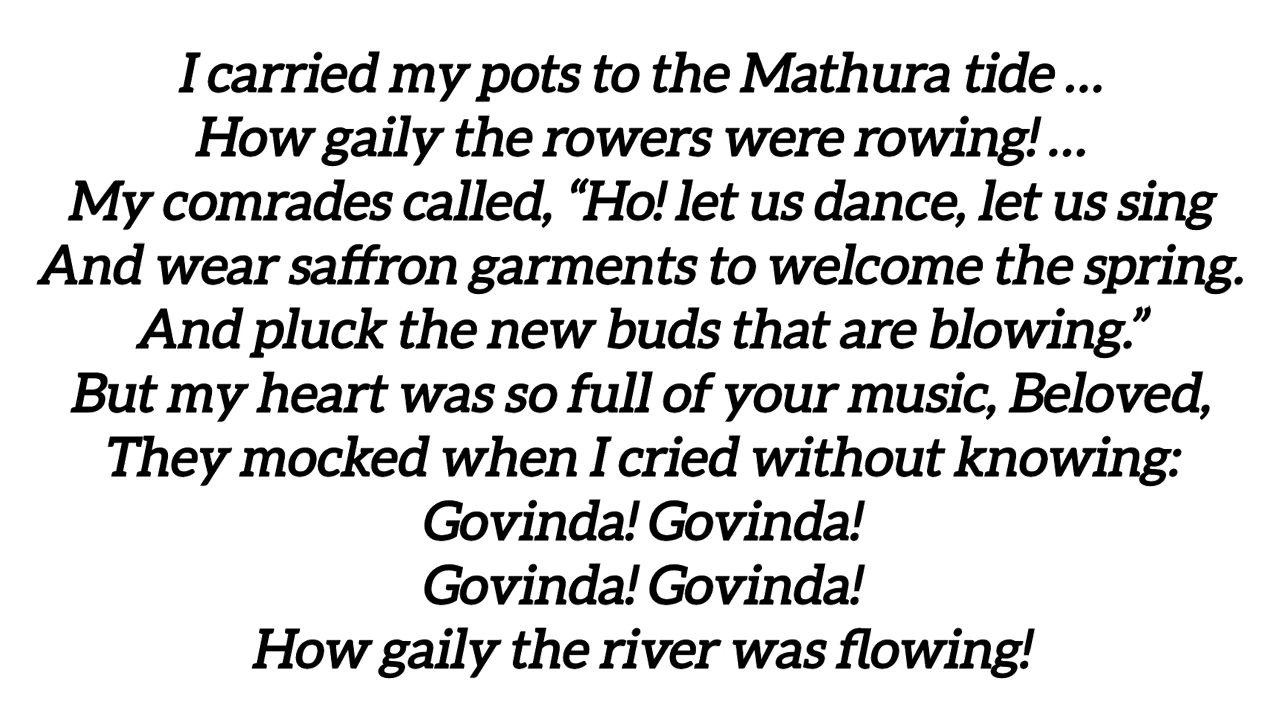 I carried my pots to the Mathura tide ...
How gaily the rowers were rowing! ...
My comrades called, “Ho! let us dance, let us sing
And wear saffron garments to welcome the spring.
And pluck the new buds that are blowing.”
But my heart was so full of your music, Beloved,
They mocked when I cried without knowing:
Govinda! Govinda!
Govinda! Govinda!
How gaily the river was flowing!